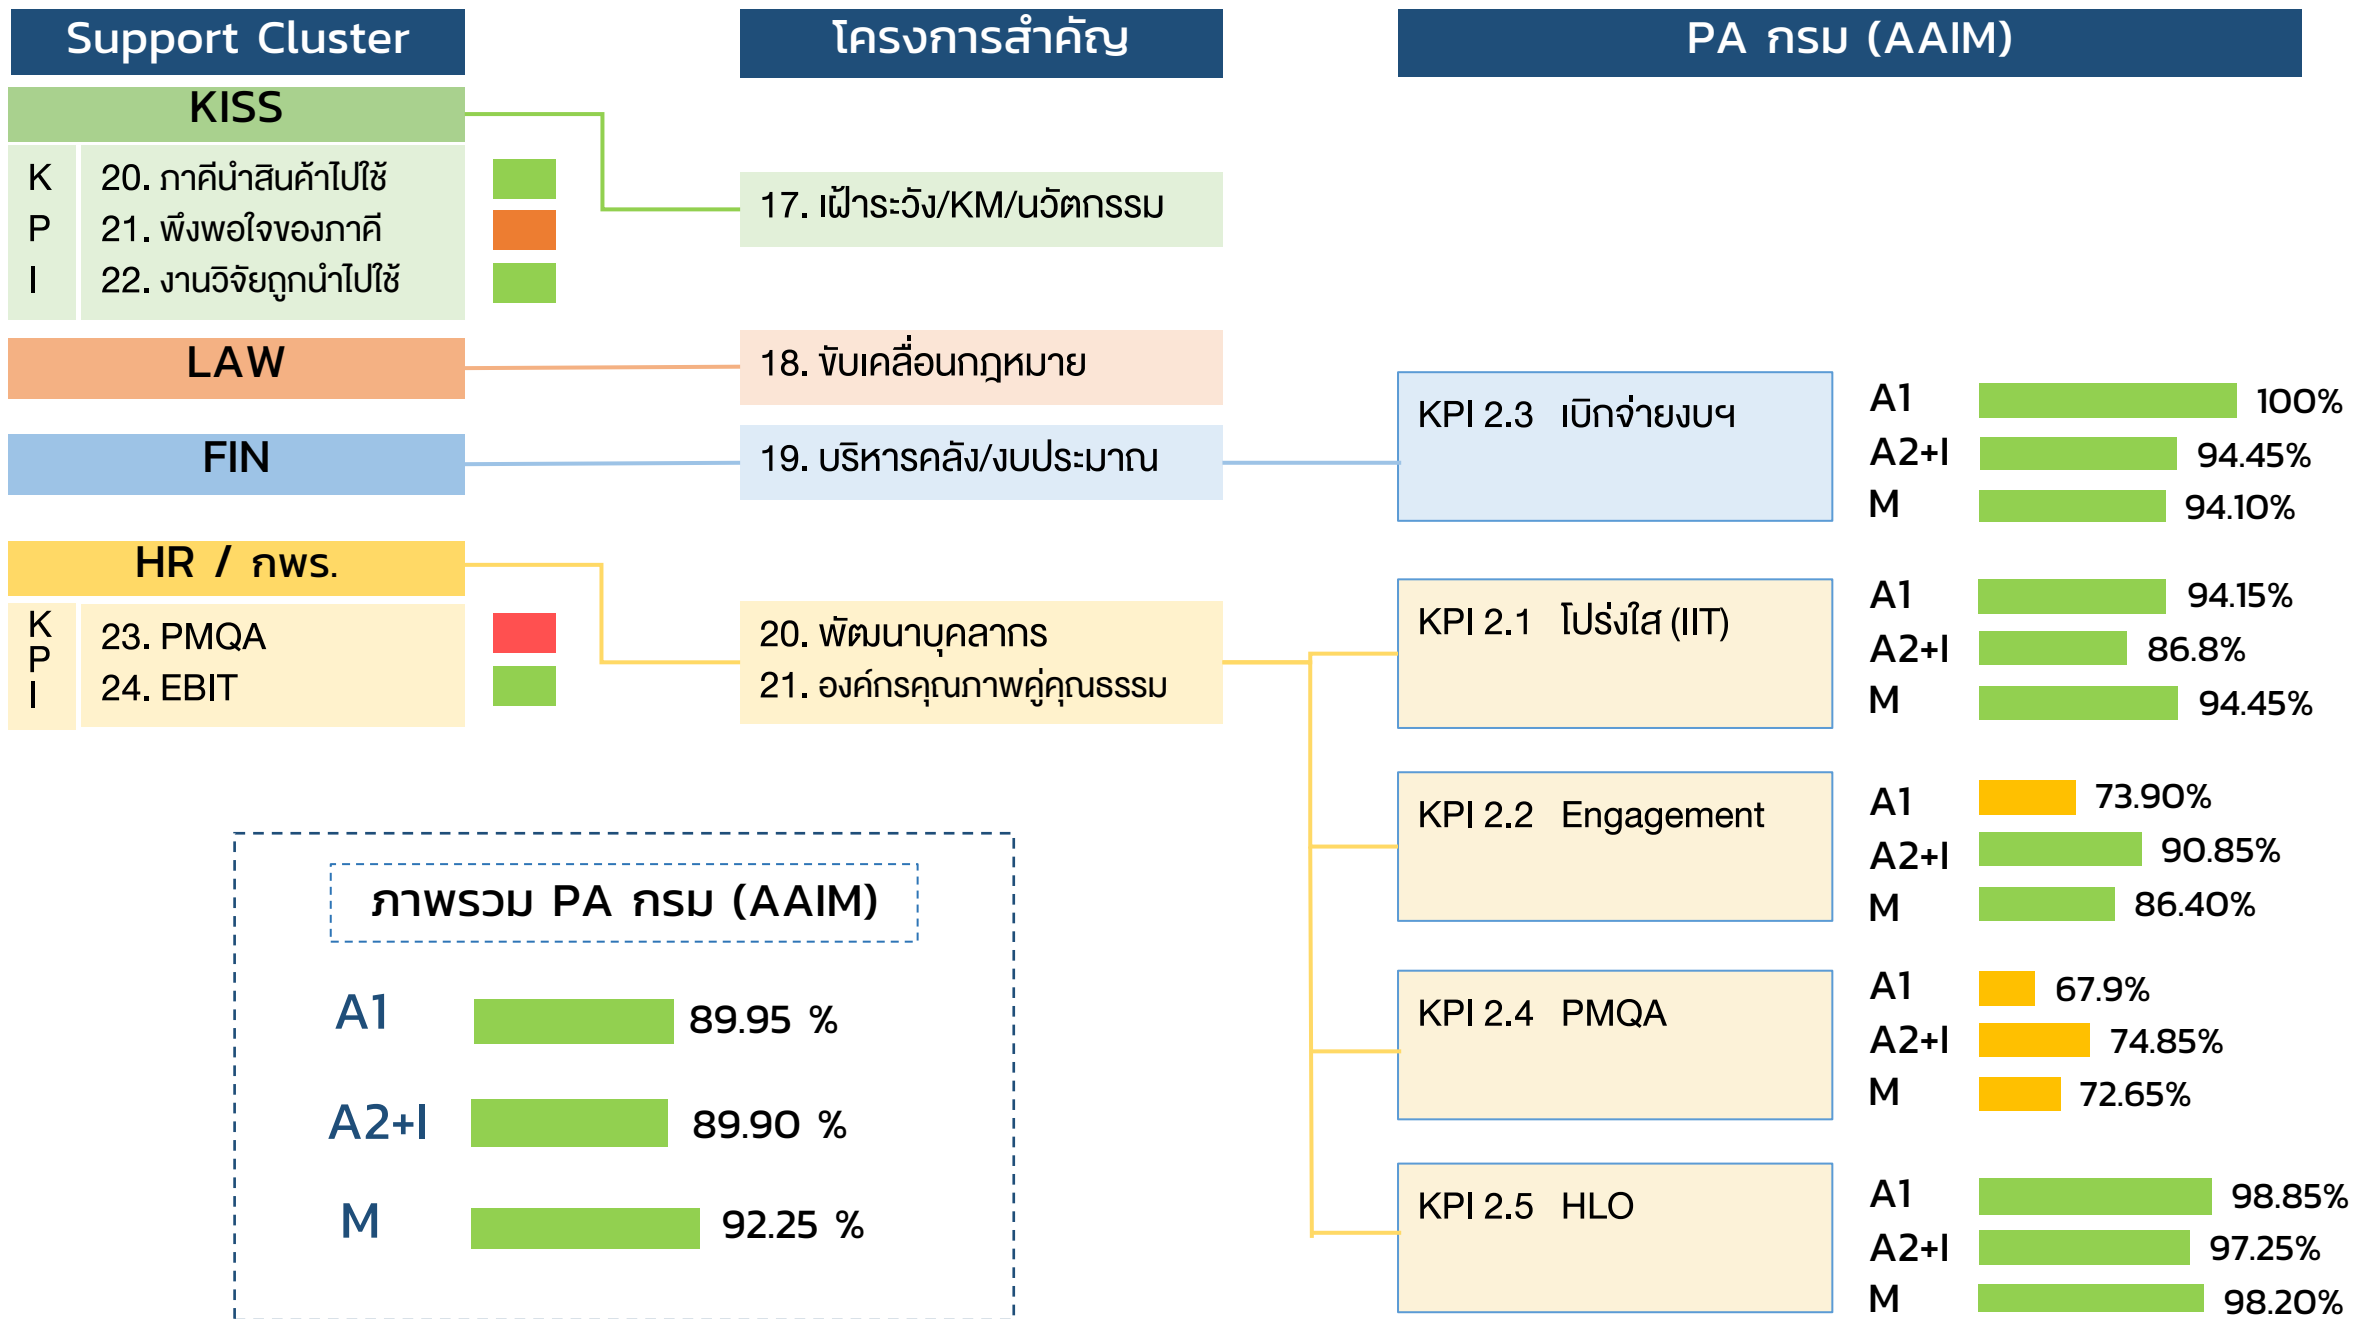 Support Cluster
โครงการสำคัญ
PA กรม (AAIM)
KISS
K
P
I
20. ภาคีนำสินค้าไปใช้
21. พึงพอใจของภาคี
22. งานวิจัยถูกนำไปใช้
17. เฝ้าระวัง/KM/นวัตกรรม
LAW
18. ขับเคลื่อนกฎหมาย
FIN
19. บริหารคลัง/งบประมาณ
KPI 2.3 เบิกจ่ายงบฯ
A1 100%
A2+I 94.45%
M 94.10%
HR / กพร.
K
P
I
23. PMQA
24. EBIT
20. พัฒนาบุคลากร
21. องค์กรคุณภาพคู่คุณธรรม
KPI 2.1 โปร่งใส (IIT)
A1 94.15%
A2+I 86.8%
M 94.45%
KPI 2.2 Engagement
A1 73.90%
A2+I 90.85%
M 86.40%
KPI 2.4 PMQA
A1 67.9%
A2+I 74.85%
M 72.65%
KPI 2.5 HLO
A1 98.85%
A2+I 97.25%
M 98.20%
ภาพรวม PA กรม (AAIM)
A1 89.95 %
A2+I 89.90 %
M 92.25 %